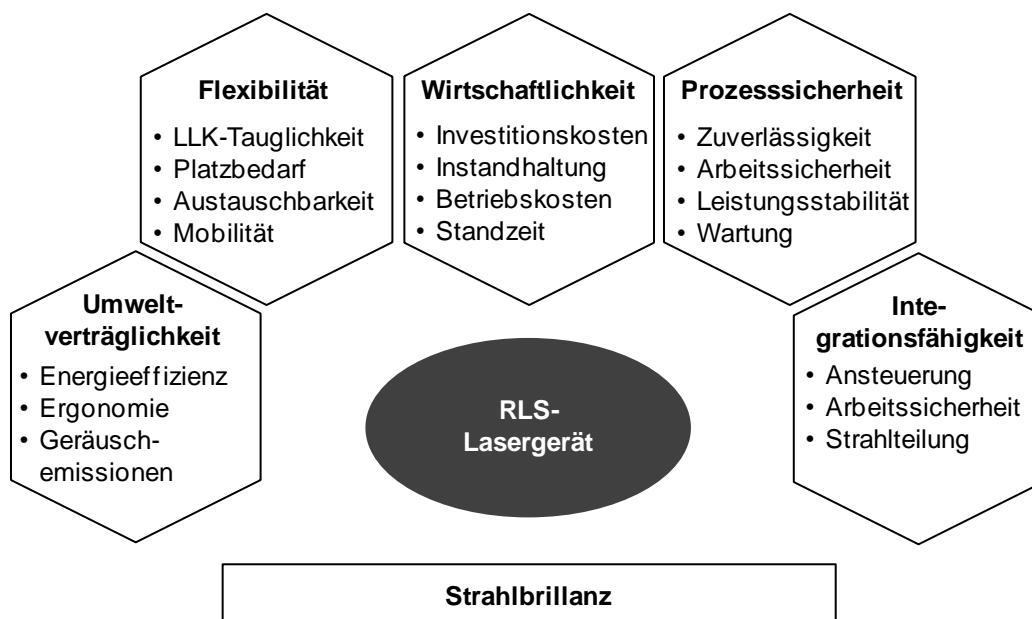 Flexibilität
• LLK-Tauglichkeit
• Platzbedarf
• Austauschbarkeit
• Mobilität
Wirtschaftlichkeit
• Investitionskosten
• Instandhaltung
• Betriebskosten
• Standzeit
Prozesssicherheit
• Zuverlässigkeit
• Arbeitssicherheit
• Leistungsstabilität
• Wartung
Umwelt-
verträglichkeit
• Energieeffizienz
• Ergonomie
• Geräusch-
emissionen
RLS-
Lasergerät
Inte-
grationsfähigkeit
• Ansteuerung
• Arbeitssicherheit
• Strahlteilung
Strahlbrillanz